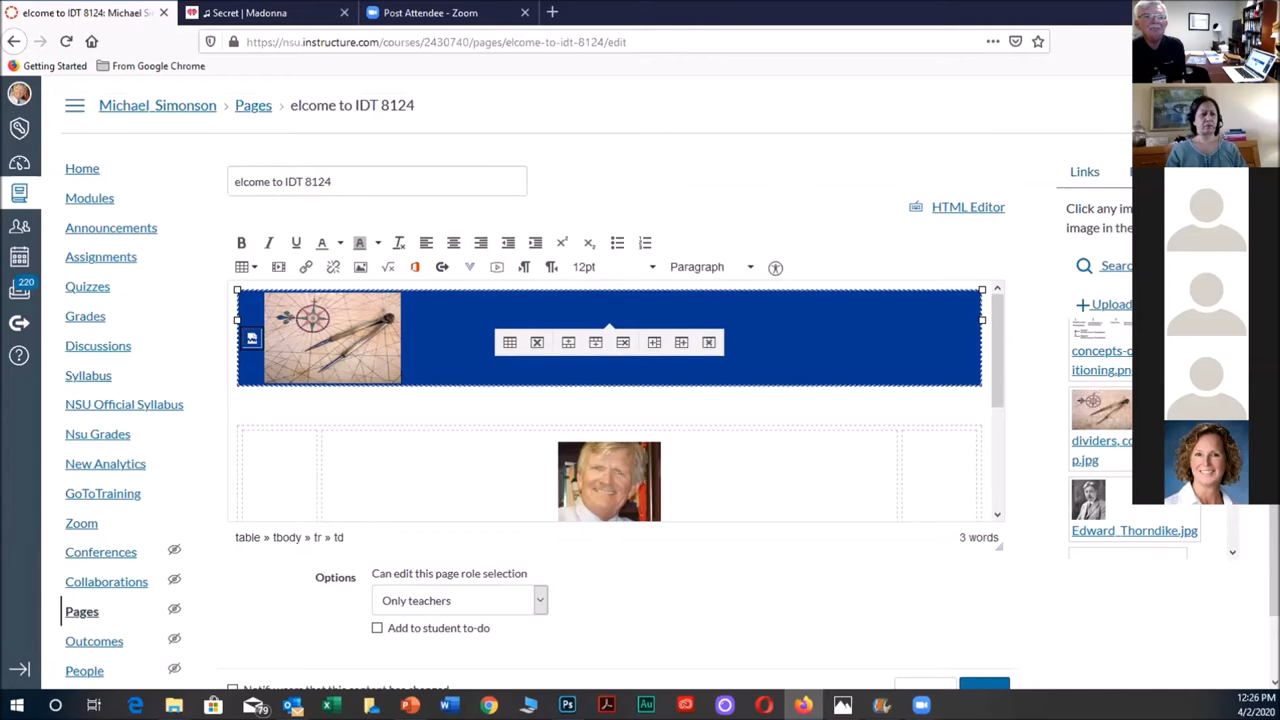 elcome to IDT 8124: Michael Si
Secret | Madonna
Post Attendee - Zoom
https://nsu.instructure.com/courses/2430740/pages/elcome-to-idt-8124/edit
Getting Started
From Google Chrome
Michael_Simonson
Pages
elcome to IDT 8124
Home
elcome to IDT 8124
Links
Modules
HTML Editor
Click any im
image in the
Announcements
Assignments
12pt
Paragraph
Searc
220
Quizzes
Upload
Grades
Discussions
concepts-c
itioning.pn
Syllabus
NSU Official Syllabus
Nsu Grades
dividers, co
p.jpg
New Analytics
GoToTraining
Zoom
Edward_Thorndike.jpg
table » tbody » tr » td
3 words
Conferences
Options
Can edit this page role selection
Collaborations
Only teachers
Pages
Add to student to-do
Outcomes
People
79
12:26 PM
4/2/2020